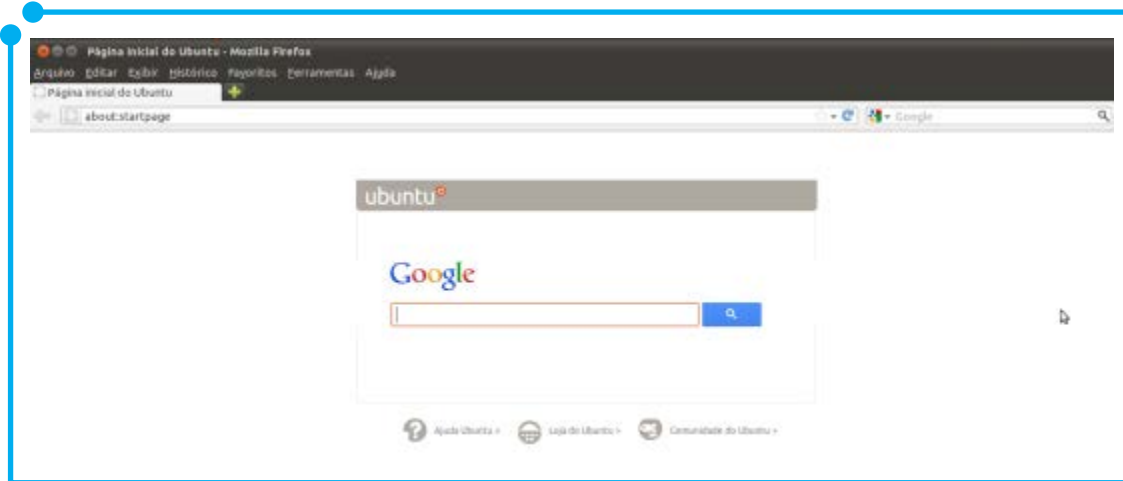 Página Inicial do Ubuntu - Mozilla Firefox
Arquivo Editar Exibir Histórico Favoritos Ferramentas Ajuda
Página Inicial do Ubuntu
about:startpage Google
ubuntu
Google
Ajuda Ubuntu > Loja do Ubuntu > Comunidade do Ubuntu >